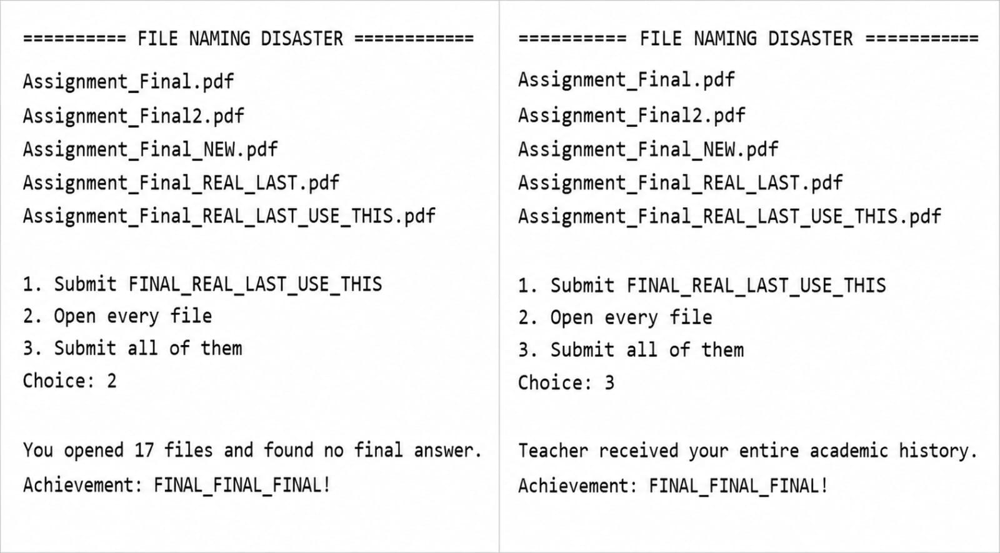 ========== FILE NAMING DISASTER ============
Assignment_Final.pdf
Assignment_Final2.pdf
Assignment_Final_NEW.pdf
Assignment_Final_REAL_LAST.pdf
Assignment_Final_REAL_LAST_USE_THIS.pdf
1. Submit FINAL_REAL_LAST_USE_THIS
2. Open every file
3. Submit all of them
Choice: 2
You opened 17 files and found no final answer.
Achievement: FINAL_FINAL_FINAL!
========== FILE NAMING DISASTER ===========
Assignment_Final.pdf
Assignment_Final2.pdf
Assignment_Final_NEW.pdf
Assignment_Final_REAL_LAST.pdf
Assignment_Final_REAL_LAST_USE_THIS.pdf
1. Submit FINAL_REAL_LAST_USE_THIS
2. Open every file
3. Submit all of them
Choice: 3
Teacher received your entire academic history.
Achievement: FINAL_FINAL_FINAL!